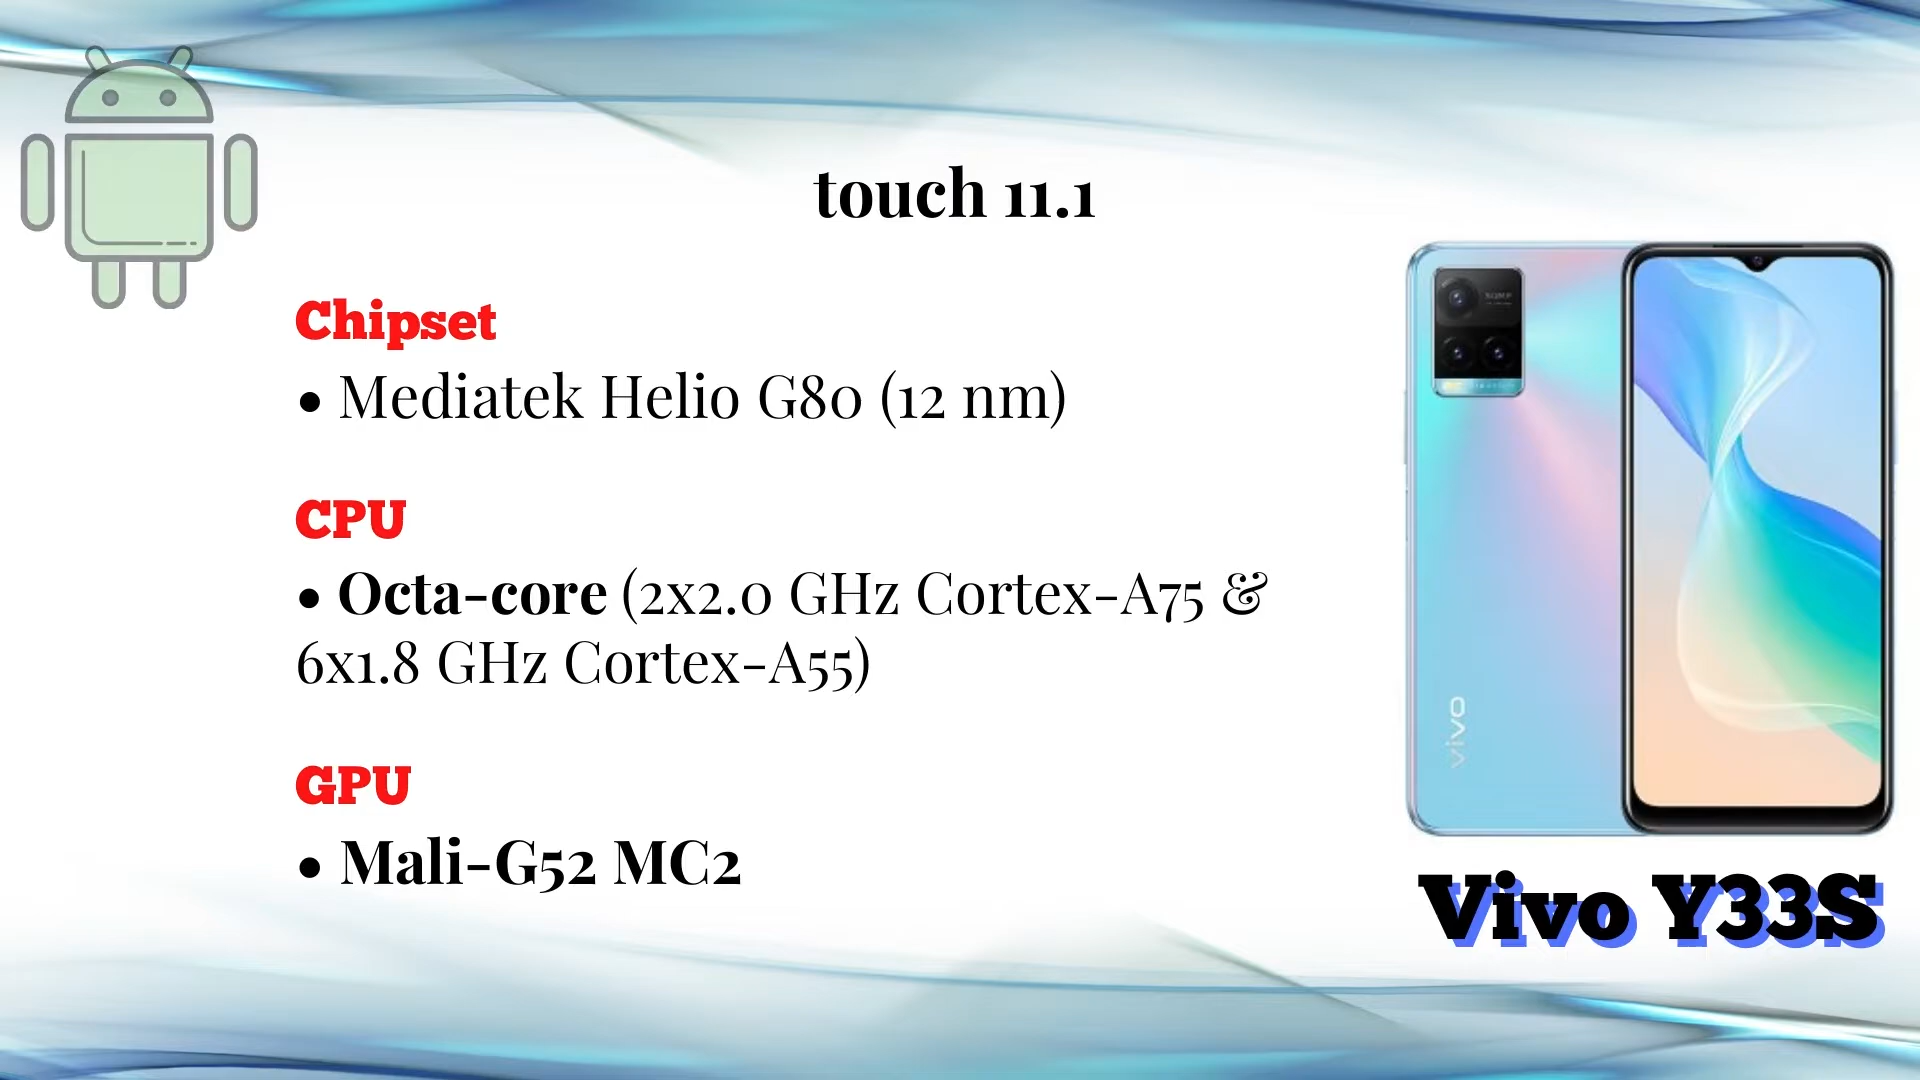 touch 11.1
Chipset
• Mediatek Helio G80 (12 nm)
CPU
• Octa-core (2x2.0 GHz Cortex-A75 &
6x1.8 GHz Cortex-A55)
GPU
• Mali-G52 MC2
vivo
Vivo Y33S